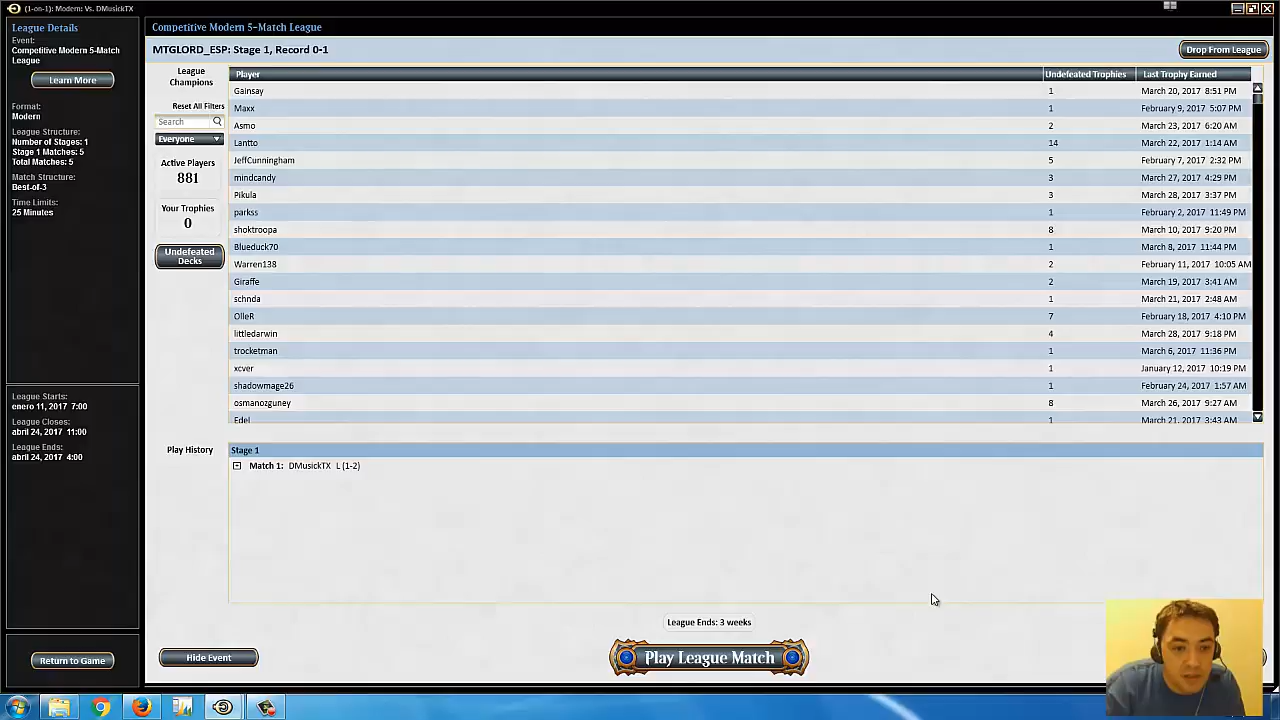 (1-on-1): Modern: Vs. DMusickTX
League Details
Event:
Competitive Modern 5-Match
League
Learn More
Format:
Modern
League Structure:
Number of Stages: 1
Stage 1 Matches: 5
Total Matches: 5
Match Structure:
Best-of-3
Time Limits:
25 Minutes
League Starts:
enero 11, 2017 7:00
League Closes:
abril 24, 2017 11:00
League Ends:
abril 24, 2017 4:00
Return to Game
Competitive Modern 5-Match League
MTGLORD_ESP: Stage 1, Record 0-1
Drop From League
League
Champions
Reset All Filters
Search
Everyone
Active Players
881
Your Trophies
0
Undefeated
Decks
Player Undefeated Trophies Last Trophy Earned
Gainsay 1 March 20, 2017 8:51 PM
Maxx 1 February 9, 2017 5:07 PM
Asmo 2 March 23, 2017 6:20 AM
Lantto 14 March 22, 2017 1:14 AM
JeffCunningham 5 February 7, 2017 2:32 PM
mindcandy 3 March 27, 2017 4:29 PM
Pikula 3 March 28, 2017 3:37 PM
parkss 1 February 2, 2017 11:49 PM
shoktroopa 8 March 10, 2017 9:20 PM
Blueduck70 1 March 8, 2017 11:44 PM
Warren138 2 February 11, 2017 10:05 AM
Giraffe 2 March 19, 2017 3:41 AM
schnda 1 March 21, 2017 2:48 AM
OlleR 7 February 18, 2017 4:10 PM
littledarwin 4 March 28, 2017 9:18 PM
trocketman 1 March 6, 2017 11:36 PM
xcver 1 January 12, 2017 10:19 PM
shadowmage26 1 February 24, 2017 1:57 AM
osmanozguney 8 March 26, 2017 9:27 AM
Edel 1 March 21, 2017 3:43 AM
Play History
Stage 1
Match 1: DMusickTX L (1-2)
League Ends: 3 weeks
Hide Event
Play League Match